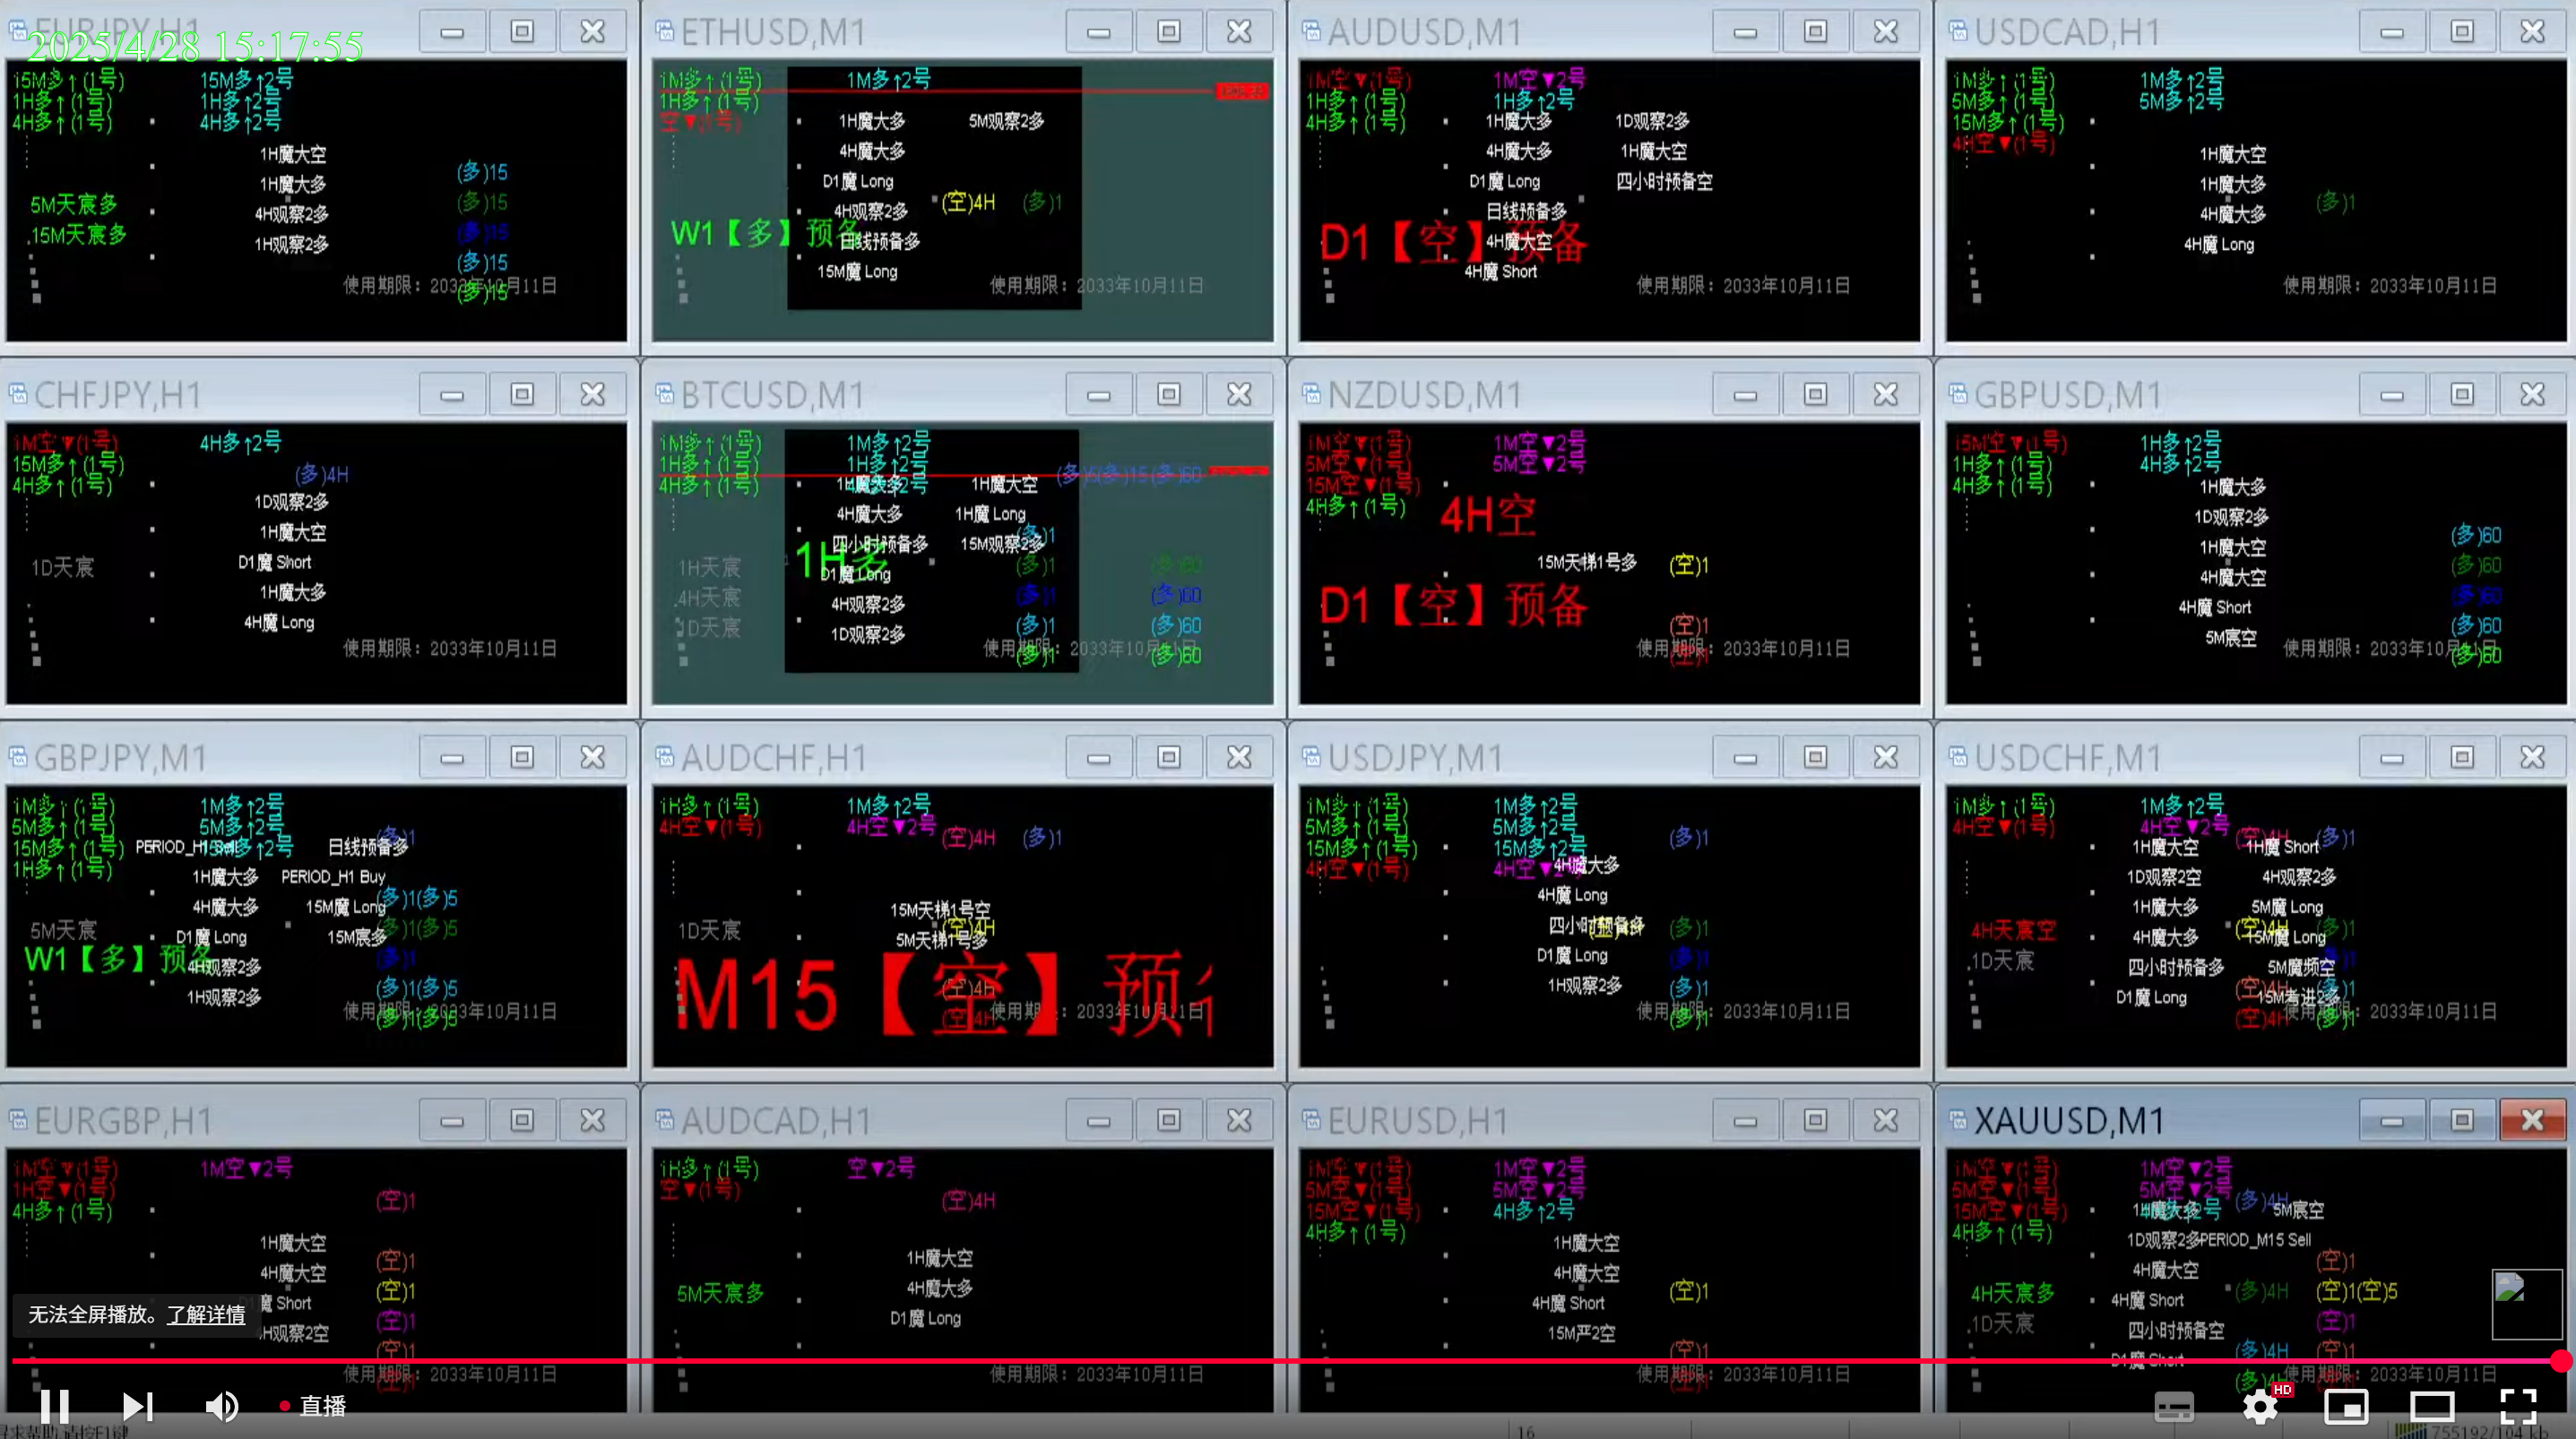 EURJPY,H1
2025/4/28 15:17:55
15M多↑(1号) 15M多↑2号
1H多↑(1号) 1H多↑2号
4H多↑(1号) 4H多↑2号
1H魔大空
(多)15
1H魔大多
5M天宸多 (多)15
4H观察2多
15M天宸多 (多)15
1H观察2多
(多)15
使用期限：2033年10月11日
(多)15
ETHUSD,M1
1M多↑(1号) 1M多↑2号
1H多↑(1号)
空▼(1号) 1H魔大多 5M观察2多
4H魔大多
D1魔 Long
4H观察2多 (空)4H (多)1
W1【多】预备
日线预备多
15M魔 Long
使用期限：2033年10月11日
AUDUSD,M1
1M空▼(1号) 1M空▼2号
1H多↑(1号) 1H多↑2号
4H多↑(1号) 1H魔大多 1D观察2多
4H魔大多 1H魔大空
D1魔 Long 四小时预备空
日线预备多
D1【空】预备
4H魔大空
4H魔 Short
使用期限：2033年10月11日
USDCAD,H1
1M多↑(1号) 1M多↑2号
5M多↑(1号) 5M多↑2号
15M多↑(1号)
4H空▼(1号)
1H魔大空
1H魔大多
(多)1
4H魔大多
4H魔 Long
使用期限：2033年10月11日
CHFJPY,H1
1M空▼(1号) 4H多↑2号
15M多↑(1号) (多)4H
4H多↑(1号)
1D观察2多
1H魔大空
D1魔 Short
1D天宸
1H魔大多
4H魔 Long
使用期限：2033年10月11日
BTCUSD,M1
1M多↑(1号) 1M多↑2号
1H多↑(1号) 1H多↑2号
4H多↑(1号) 1H魔大空
4H魔大多 1H魔 Long
(多)1
四小时预备多 15M观察2多
1H多
1H天宸 (多)1 (多)60
D1魔 Long
4H天宸 4H观察2多 (多)1 (多)60
1D天宸 1D观察2多 (多)1 (多)60
使用期限：2033年10月11日
(多)1 (多)60
NZDUSD,M1
1M空▼(1号) 1M空▼2号
5M空▼(1号) 5M空▼2号
15M空▼(1号)
4H多↑(1号) 4H空
15M天梯1号多 (空)1
D1【空】预备
(空)1
使用期限：2033年10月11日
GBPUSD,M1
15M空▼(1号) 1H多↑2号
1H多↑(1号) 4H多↑2号
4H多↑(1号) 1H魔大多
1D观察2多
(多)60
1H魔大空
(多)60
4H魔大空
(多)60
4H魔 Short
(多)60
5M宸空
使用期限：2033年10月11日
(多)60
GBPJPY,M1
1M多↑(1号) 1M多↑2号
5M多↑(1号) 5M多↑2号 (多)1
15M多↑(1号) 日线预备多
1H多↑(1号) 1H魔大多 PERIOD_H1 Buy
(多)1(多)5
4H魔大多 15M魔 Long
5M天宸 (多)1(多)5
D1魔 Long 15M宸多
W1【多】预备 (多)1
4H观察2多
(多)1(多)5
1H观察2多
使用期限：2033年10月11日
(多)1(多)5
AUDCHF,H1
1H多↑(1号) 1M多↑2号
4H空▼(1号) 4H空▼2号
(空)4H (多)1
15M天梯1号空
1D天宸 (空)4H
5M天梯1号多
M15【空】预
(空)4H
(空)4H
使用期限：2033年10月11日
USDJPY,M1
1M多↑(1号) 1M多↑2号
5M多↑(1号) 5M多↑2号 (多)1
15M多↑(1号) 15M多↑2号
4H空▼(1号) 4H魔大多
4H魔 Long
四小时预备多 (多)1
D1魔 Long (多)1
1H观察2多 (多)1
使用期限：2033年10月11日
(多)1
USDCHF,M1
1M多↑(1号) 1M多↑2号
4H空▼(1号) 4H空▼2号
(空)4H (多)1
1H魔大空 1H魔 Short
1D观察2空 4H观察2多
1H魔大多 5M魔 Long
4H天宸空 (空)4H (多)1
4H魔大多 15M魔 Long
1D天宸
四小时预备多 5M魔频空
D1魔 Long (空)4H (多)1
使用期限：2033年10月11日
(空)4H (多)1
EURGBP,H1
1M空▼(1号) 1M空▼2号
1H空▼(1号)
4H多↑(1号) (空)1
1H魔大空
(空)1
4H魔大空
(空)1
魔 Short
(空)1
H观察2空
(空)1
使用期限：2033年10月11日
AUDCAD,H1
1H多↑(1号) 空▼2号
空▼(1号) (空)4H
1H魔大空
4H魔大多
5M天宸多
D1魔 Long
使用期限：2033年10月11日
EURUSD,H1
1M空▼(1号) 1M空▼2号
5M空▼(1号) 5M空▼2号
15M空▼(1号) 4H多↑2号
4H多↑(1号) 1H魔大空
4H魔大空
(空)1
4H魔 Short
15M严2空
(空)1
使用期限：2033年10月11日
XAUUSD,M1
1M空▼(1号) 1M空▼2号
5M空▼(1号) 5M空▼2号
(多)4H
15M空▼(1号) 5M宸空
4H多↑(1号) 1D观察2多 PERIOD_M15 Sell
4H魔大空 (空)1
4H天宸多 (多)4H (空)1(空)5
4H魔 Short
1D天宸 四小时预备空 (空)1
(多)4H (空)1
D1魔 Short
使用期限：2033年10月11日
无法全屏播放。了解详情
直播
HD
16
755192/104 kb